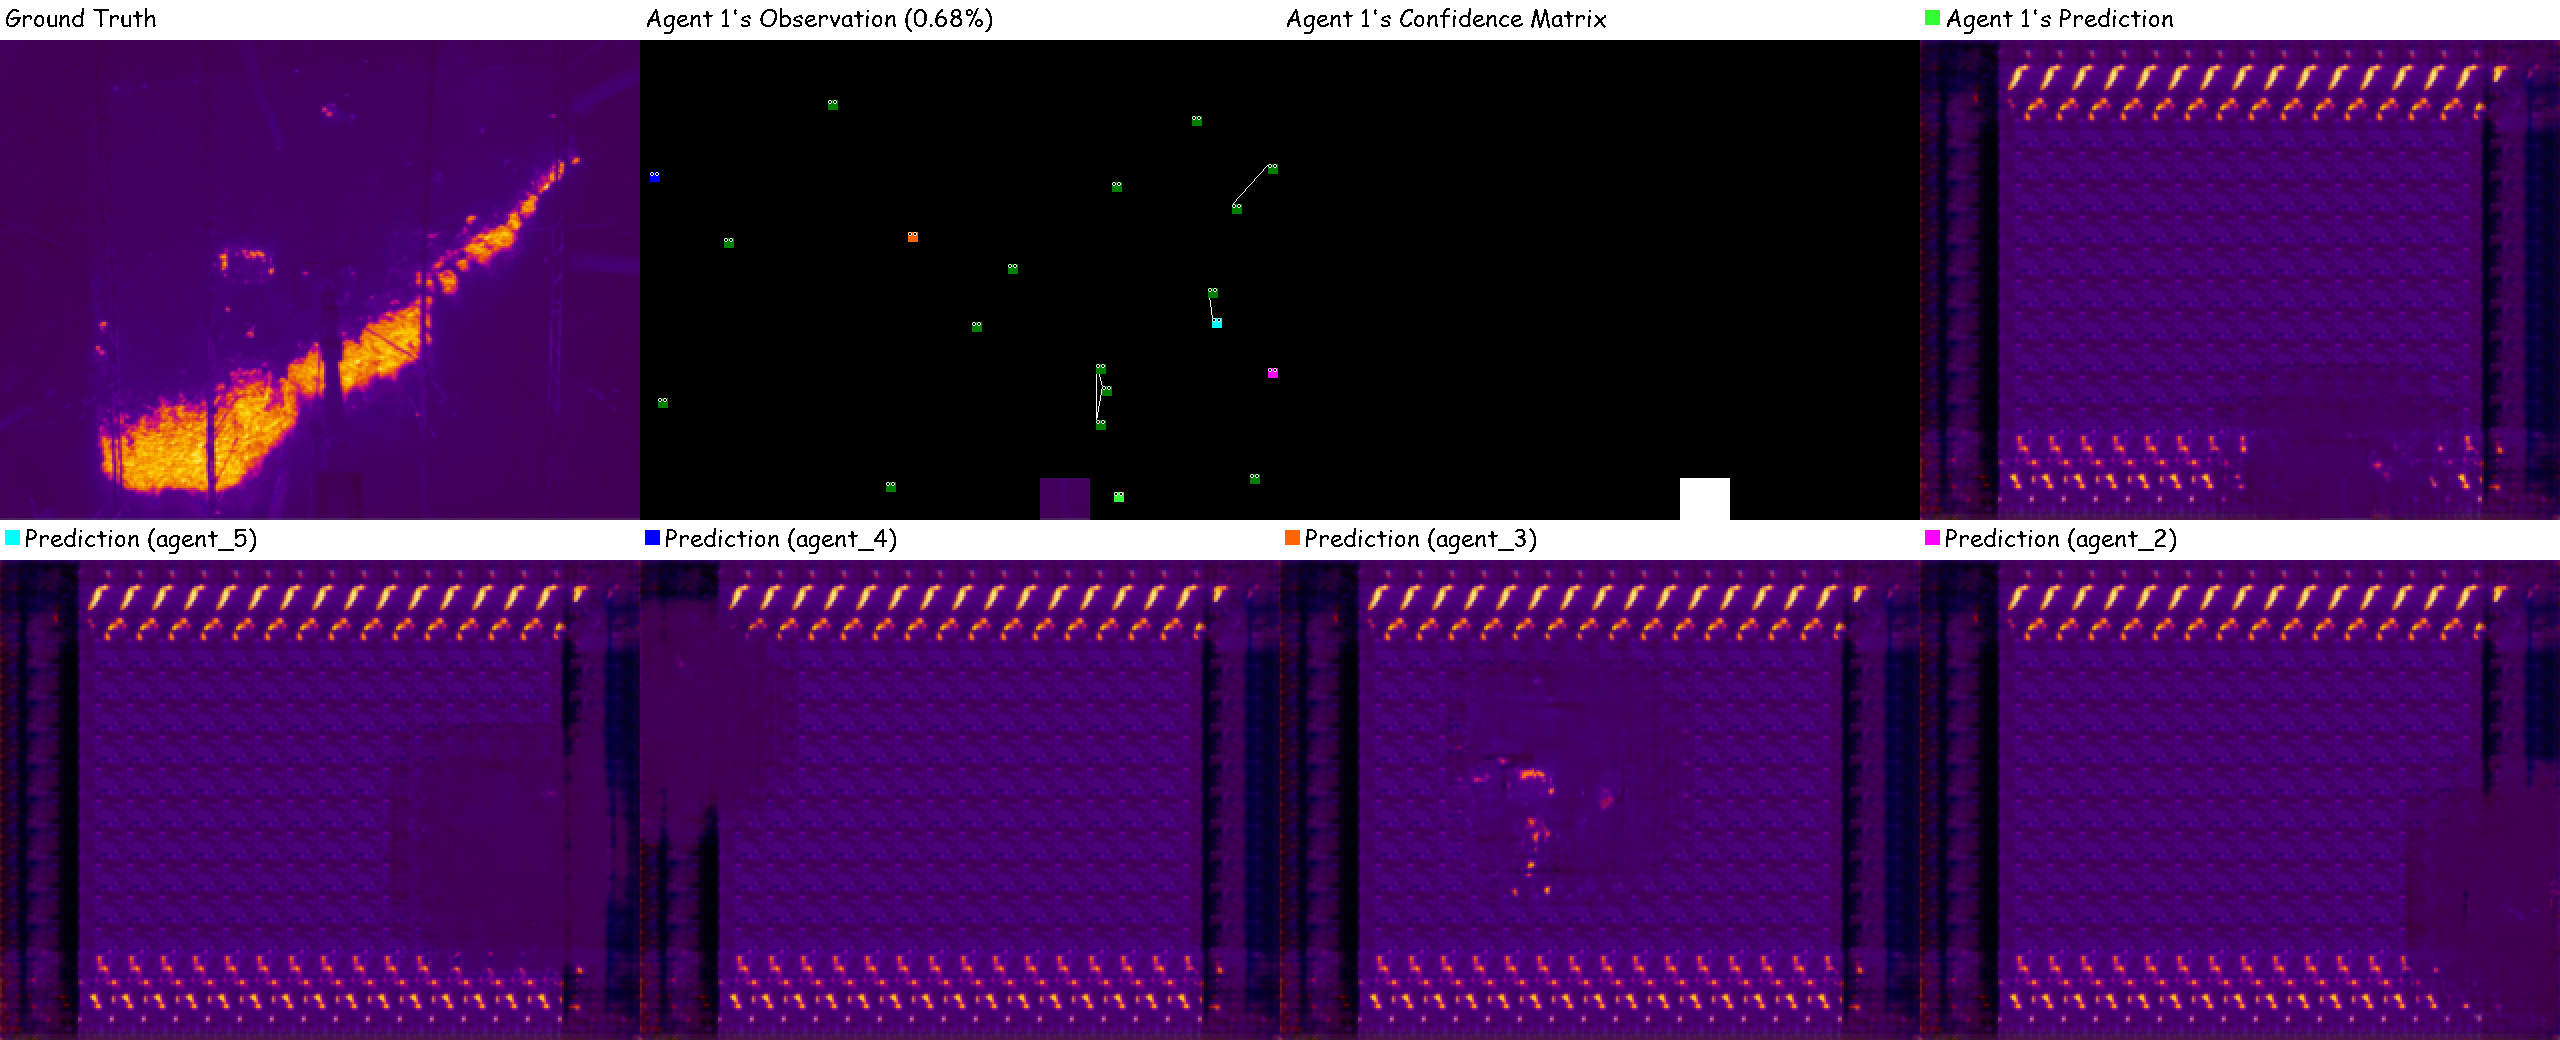 Ground Truth
Agent 1's Observation (0.68%)
Agent 1's Confidence Matrix
Agent 1's Prediction
Prediction (agent_5)
Prediction (agent_4)
Prediction (agent_3)
Prediction (agent_2)